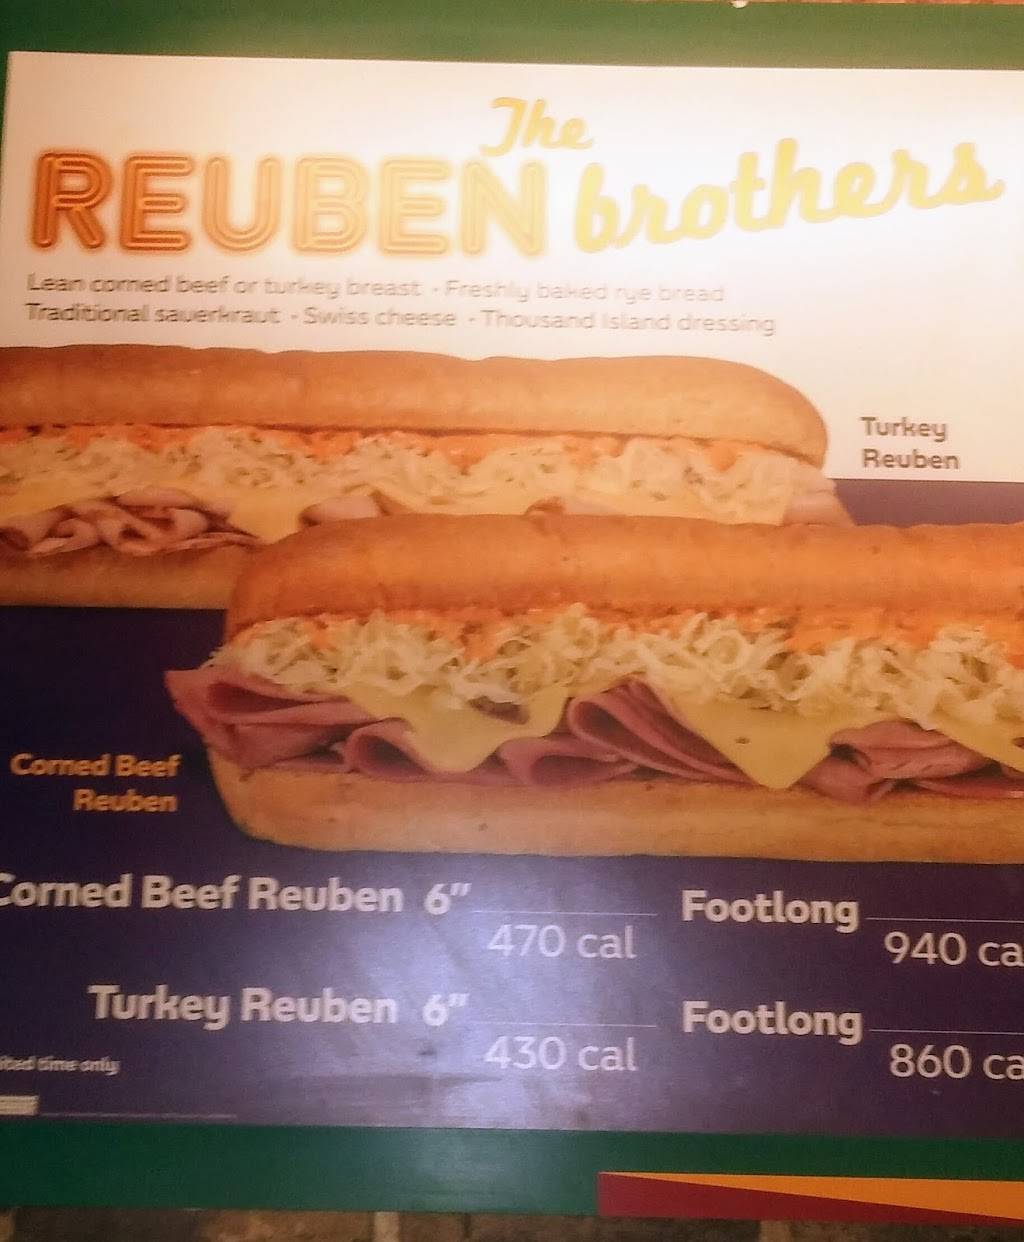 The
REUBEN brothers
Lean corned beef or turkey breast • Freshly baked rye bread
Traditional sauerkraut • Swiss cheese • Thousand Island dressing
Turkey
Reuben
Corned Beef
Reuben
Corned Beef Reuben 6" Footlong
470 cal 940 ca
Turkey Reuben 6" Footlong
430 cal 860 ca
ited time only